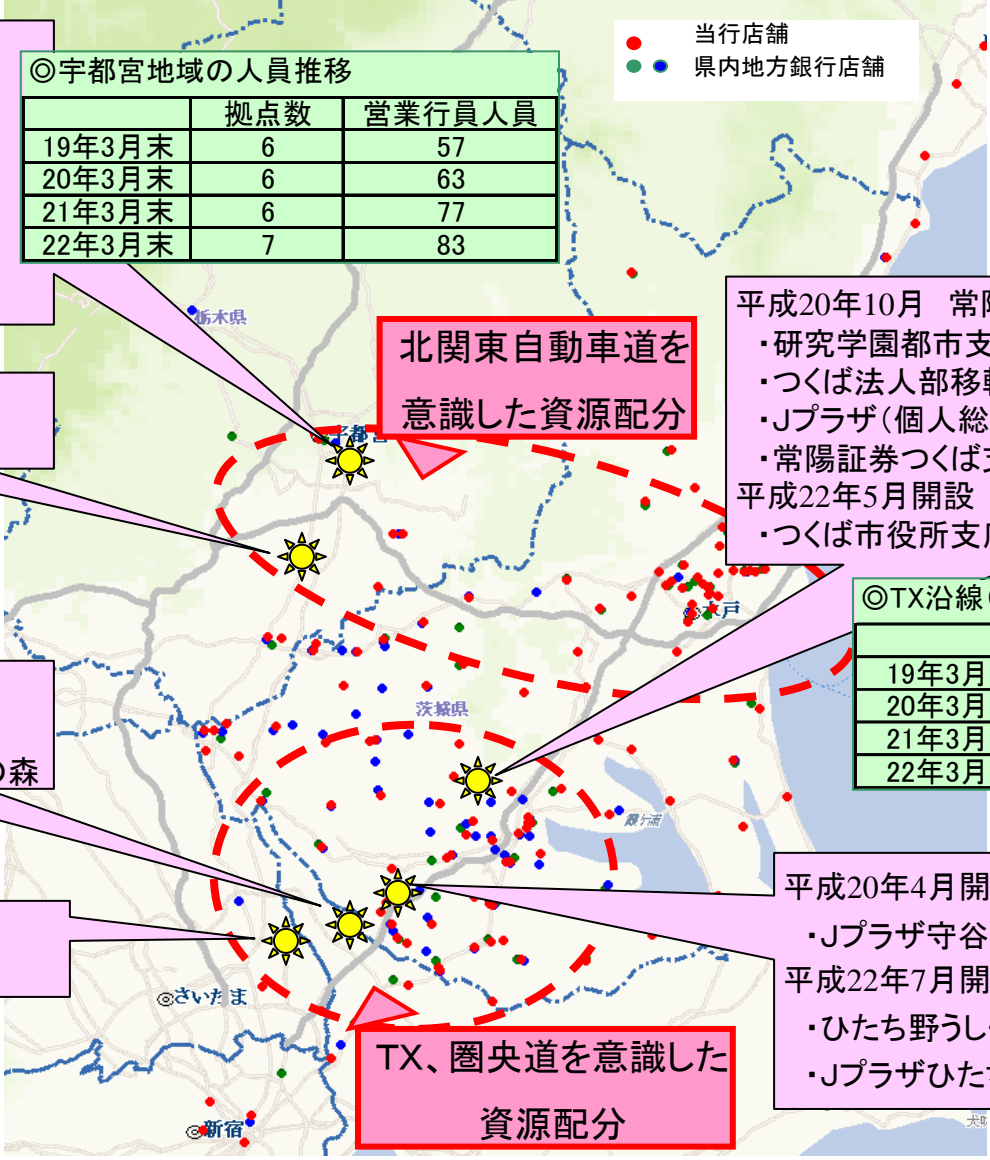 当行店舗
県内地方銀行店舗
◎宇都宮地域の人員推移
拠点数 営業行員人員
19年3月末 6 57
20年3月末 6 63
21年3月末 6 77
22年3月末 7 83
栃木県
北関東自動車道を
意識した資源配分
平成20年10月 常
・研究学園都市支
・つくば法人部移
・Jプラザ(個人総
・常陽証券つくば
平成22年5月開設
・つくば市役所支
水戸
◎TX沿線
19年3月
20年3月
21年3月
22年3月
茨城県
の森
霞ヶ浦
平成20年4月開
・Jプラザ守谷
平成22年7月開
・ひたち野うし
・Jプラザひた
さいたま
TX、圏央道を意識した
資源配分
新宿